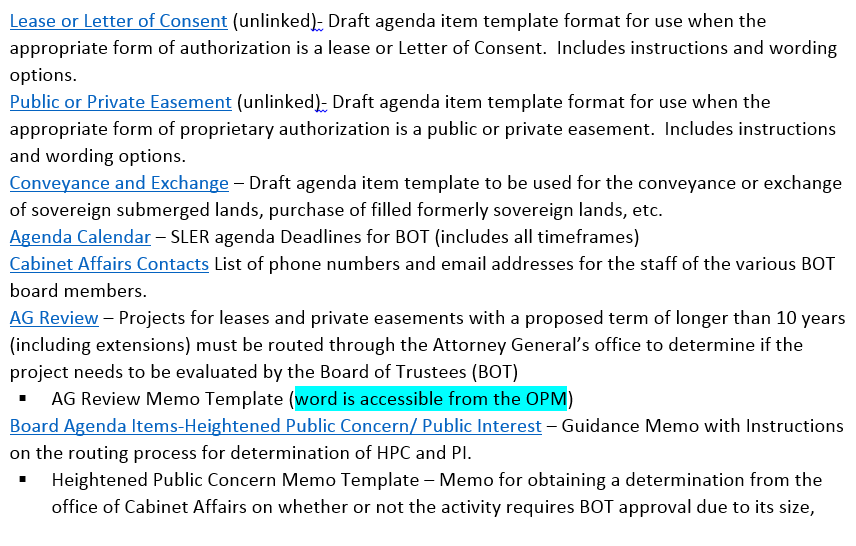 Lease or Letter of Consent (unlinked)- Draft agenda item template format for use when the
appropriate form of authorization is a lease or Letter of Consent.  Includes instructions and wording
options.
Public or Private Easement (unlinked)- Draft agenda item template format for use when the
appropriate form of proprietary authorization is a public or private easement.  Includes instructions
and wording options.
Conveyance and Exchange – Draft agenda item template to be used for the conveyance or exchange
of sovereign submerged lands, purchase of filled formerly sovereign lands, etc.
Agenda Calendar – SLER agenda Deadlines for BOT (includes all timeframes)
Cabinet Affairs Contacts List of phone numbers and email addresses for the staff of the various BOT
board members.
AG Review – Projects for leases and private easements with a proposed term of longer than 10 years
(including extensions) must be routed through the Attorney General’s office to determine if the
project needs to be evaluated by the Board of Trustees (BOT)
▪ AG Review Memo Template (word is accessible from the OPM)
Board Agenda Items-Heightened Public Concern/ Public Interest – Guidance Memo with Instructions
on the routing process for determination of HPC and PI.
▪ Heightened Public Concern Memo Template – Memo for obtaining a determination from the
office of Cabinet Affairs on whether or not the activity requires BOT approval due to its size,